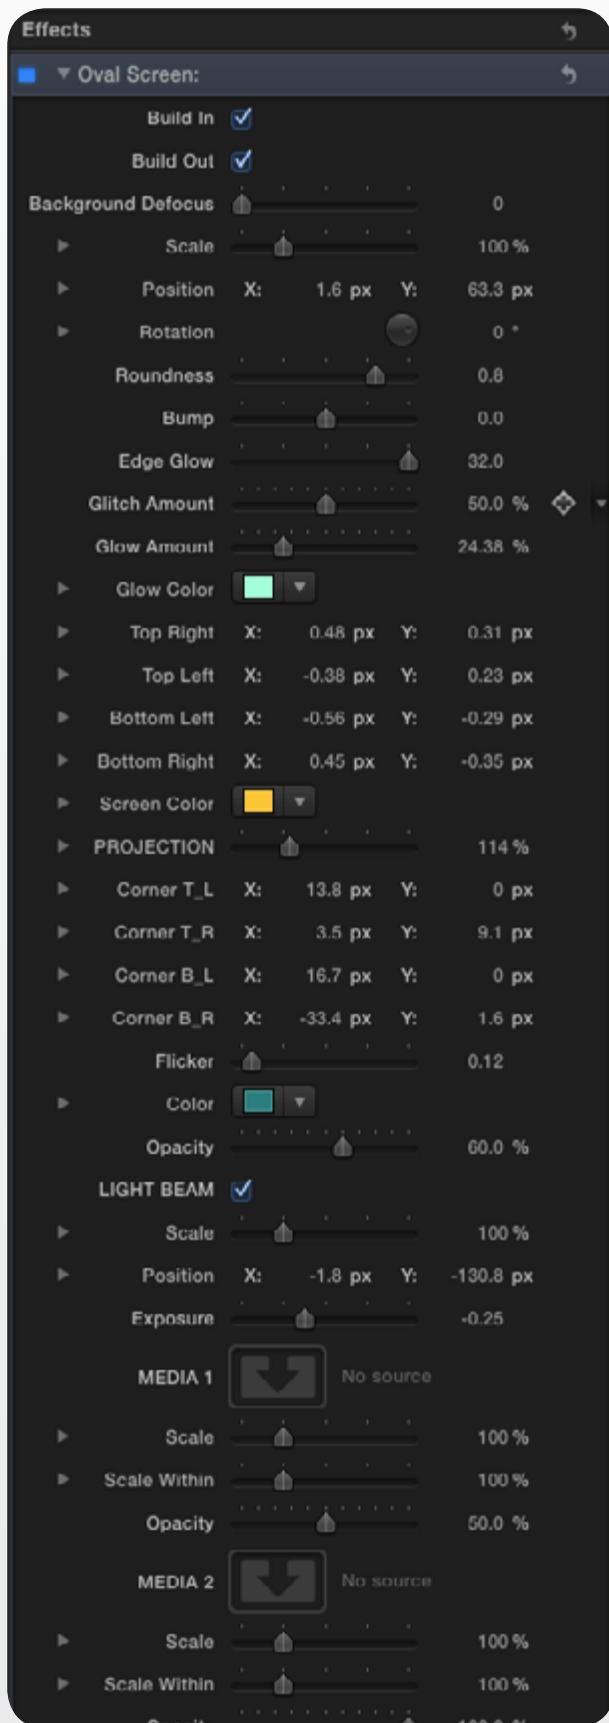 Effects
Oval Screen:
Build In
Build Out
Background Defocus 0
Scale 100 %
Position X: 1.6 px Y: 63.3 px
Rotation 0 °
Roundness 0.8
Bump 0.0
Edge Glow 32.0
Glitch Amount 50.0 %
Glow Amount 24.38 %
Glow Color
Top Right X: 0.48 px Y: 0.31 px
Top Left X: -0.38 px Y: 0.23 px
Bottom Left X: -0.56 px Y: -0.29 px
Bottom Right X: 0.45 px Y: -0.35 px
Screen Color
PROJECTION 114 %
Corner T_L X: 13.8 px Y: 0 px
Corner T_R X: 3.5 px Y: 9.1 px
Corner B_L X: 16.7 px Y: 0 px
Corner B_R X: -33.4 px Y: 1.6 px
Flicker 0.12
Color
Opacity 60.0 %
LIGHT BEAM
Scale 100 %
Position X: -1.8 px Y: -130.8 px
Exposure -0.25
MEDIA 1 No source
Scale 100 %
Scale Within 100 %
Opacity 50.0 %
MEDIA 2 No source
Scale 100 %
Scale Within 100 %